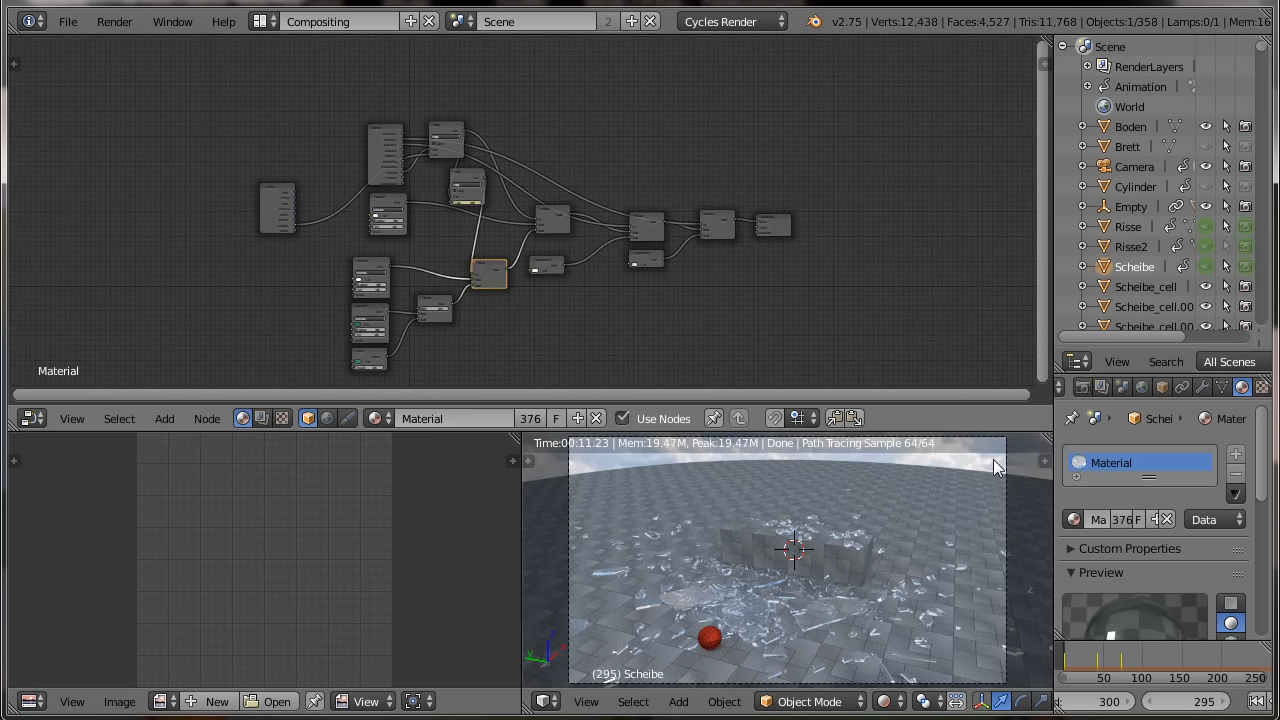 File Render Window Help Compositing Scene 2 Cycles Render v2.75 | Verts:12,438 | Faces:4,527 | Tris:11,768 | Objects:1/356 | Lamps:0/1 | Mem:16
Scene
RenderLayers
Animation
World
Boden
Brett
Camera
Cylinder
Empty
Risse
Risse2
Scheibe
Scheibe_cell
Scheibe_cell.00
Scheibe_cell.00
View Search All Scenes
Material
View Select Add Node Material 376 F Use Nodes
Schei Mater
Time:00:11.23 | Mem:19.47M, Peak:19.47M | Done | Path Tracing Sample 64/64
Material
Ma 376 F Data
Custom Properties
Preview
(295) Scheibe
50 100 150 200 250
View Image New Open View
View Select Add Object Object Mode
300 295